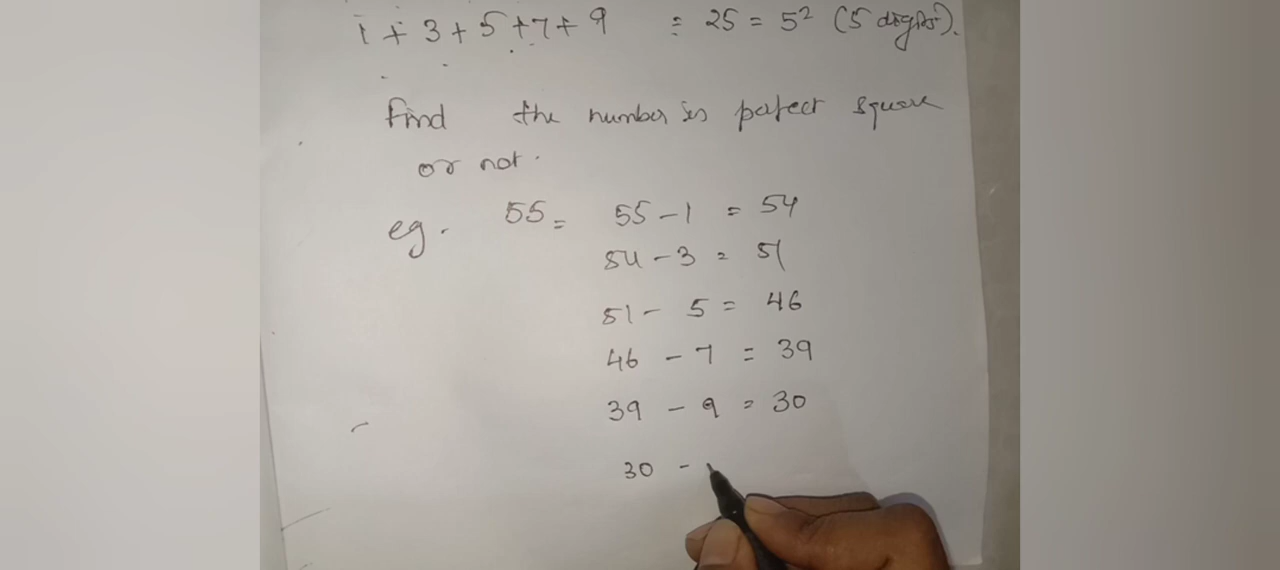 1 + 3 + 5 + 7 + 9 = 25 = 5² (5 digits).
find the number is perfect square
or not.
eg. 55 = 55 - 1 = 54
54 - 3 = 51
51 - 5 = 46
46 - 7 = 39
39 - 9 = 30
30 -